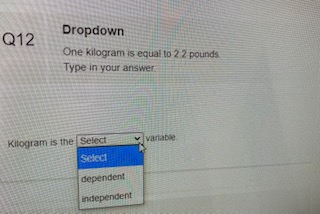 Q12
Dropdown
One kilogram is equal to 2.2 pounds.
Type in your answer.
Kilogram is the Select variable.
Select
dependent
independent